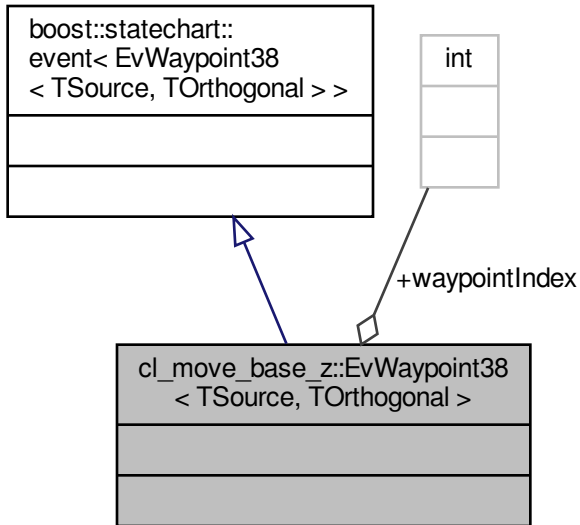 boost::statechart::
event< EvWaypoint38
< TSource, TOrthogonal > >
int
+waypointIndex
cl_move_base_z::EvWaypoint38
< TSource, TOrthogonal >